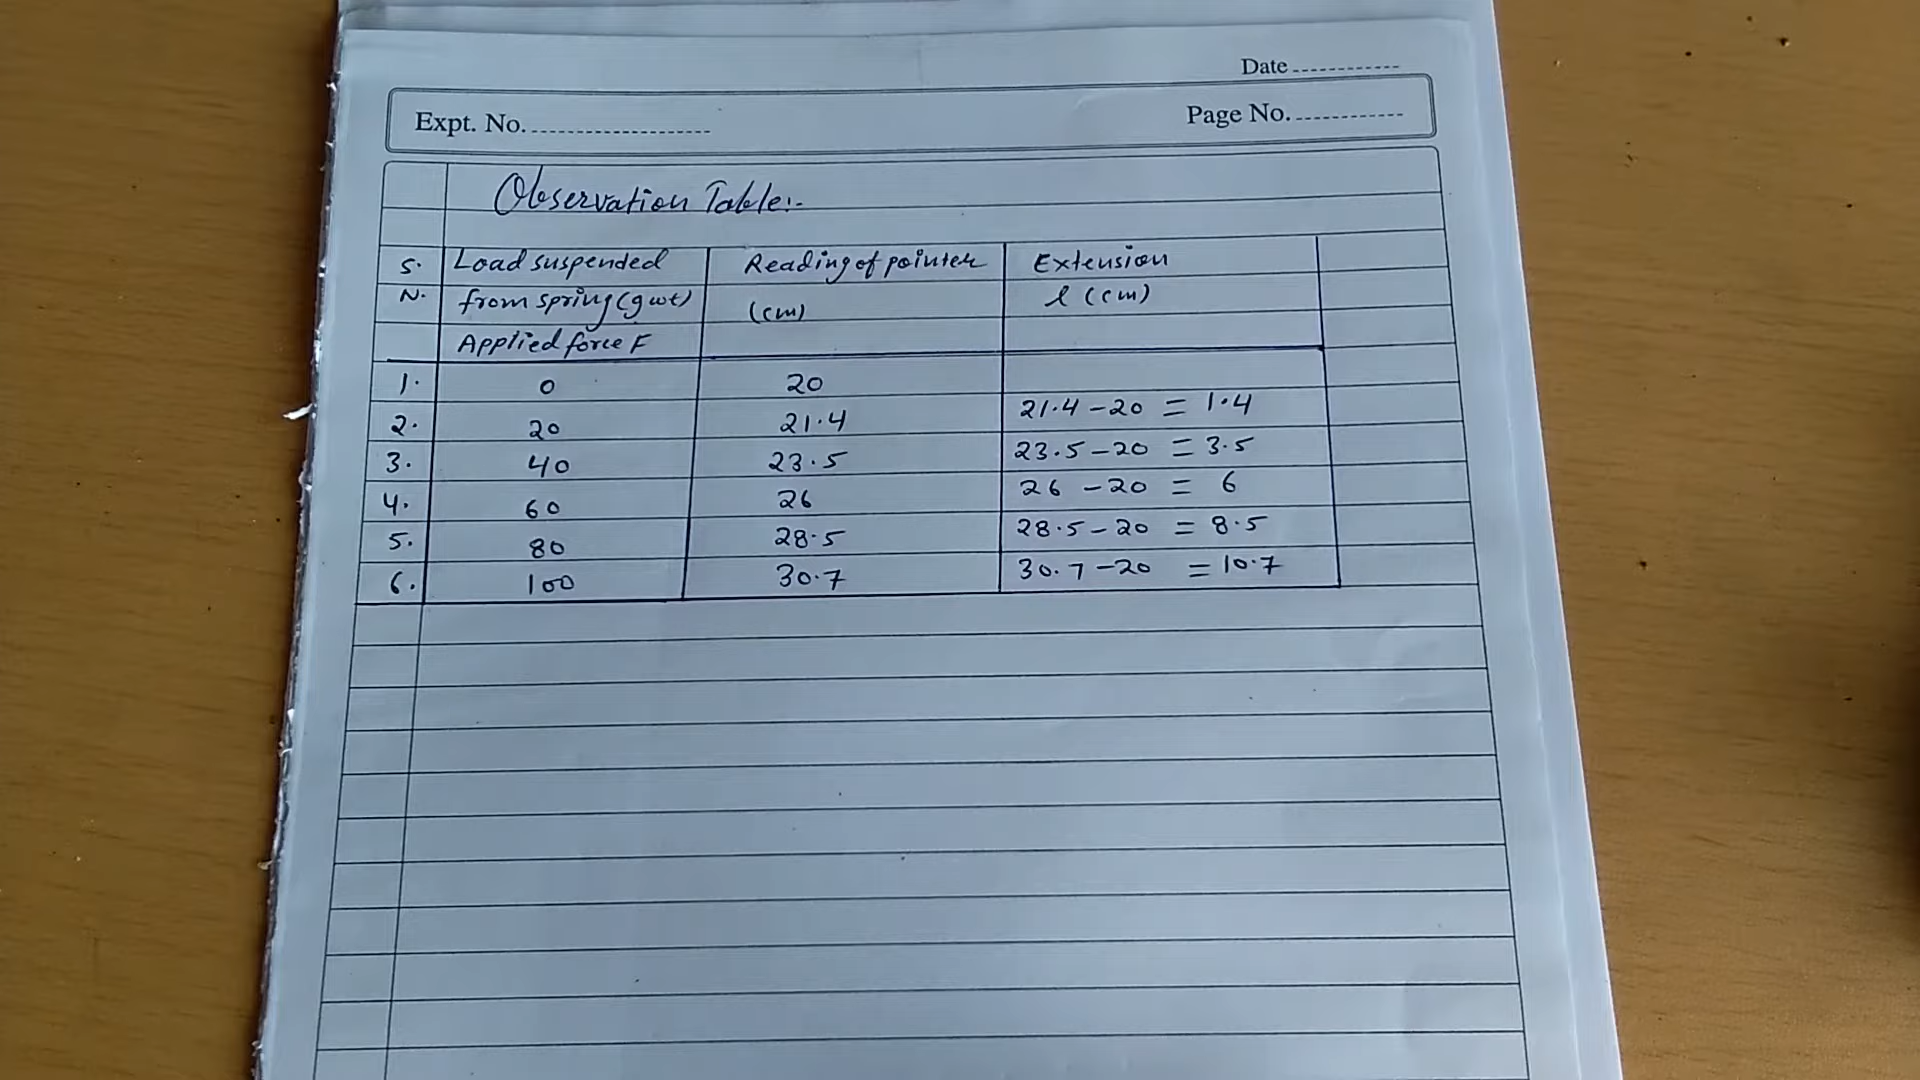 Date
Expt. No.
Page No.
Observation Table:-
S. Load suspended Reading of pointer Extension
N. from spring (g wt) (cm) l (cm)
Applied force F
1. 0 20
2. 20 21.4 21.4 - 20 = 1.4
3. 40 23.5 23.5 - 20 = 3.5
4. 60 26 26 - 20 = 6
5. 80 28.5 28.5 - 20 = 8.5
6. 100 30.7 30.7 - 20 = 10.7